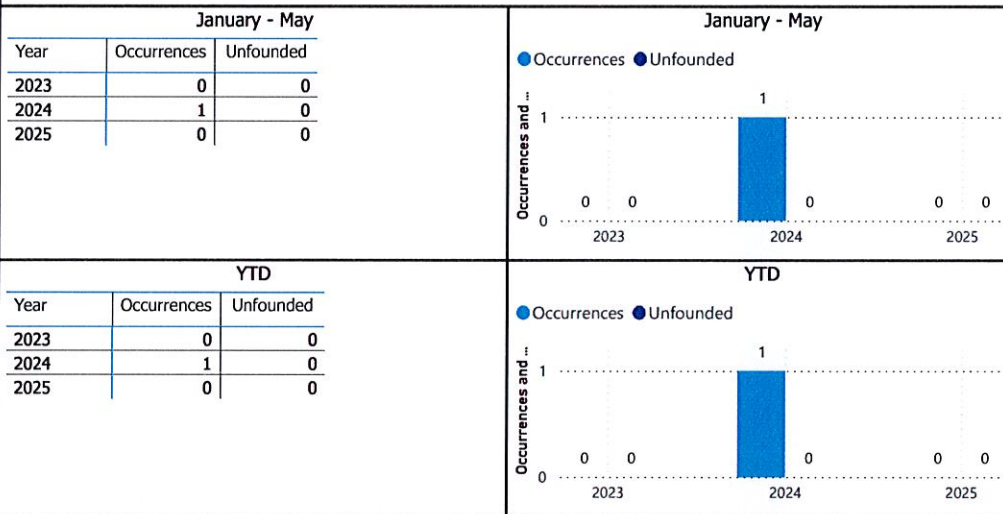 January - May
Year Occurrences Unfounded
2023 0 0
2024 1 0
2025 0 0
January - May
Occurrences Unfounded
Occurrences and ...
1
0
1
0 0 0 0 0
2023 2024 2025
YTD
Year Occurrences Unfounded
2023 0 0
2024 1 0
2025 0 0
YTD
Occurrences Unfounded
Occurrences and ...
1
0
1
0 0 0 0 0
2023 2024 2025